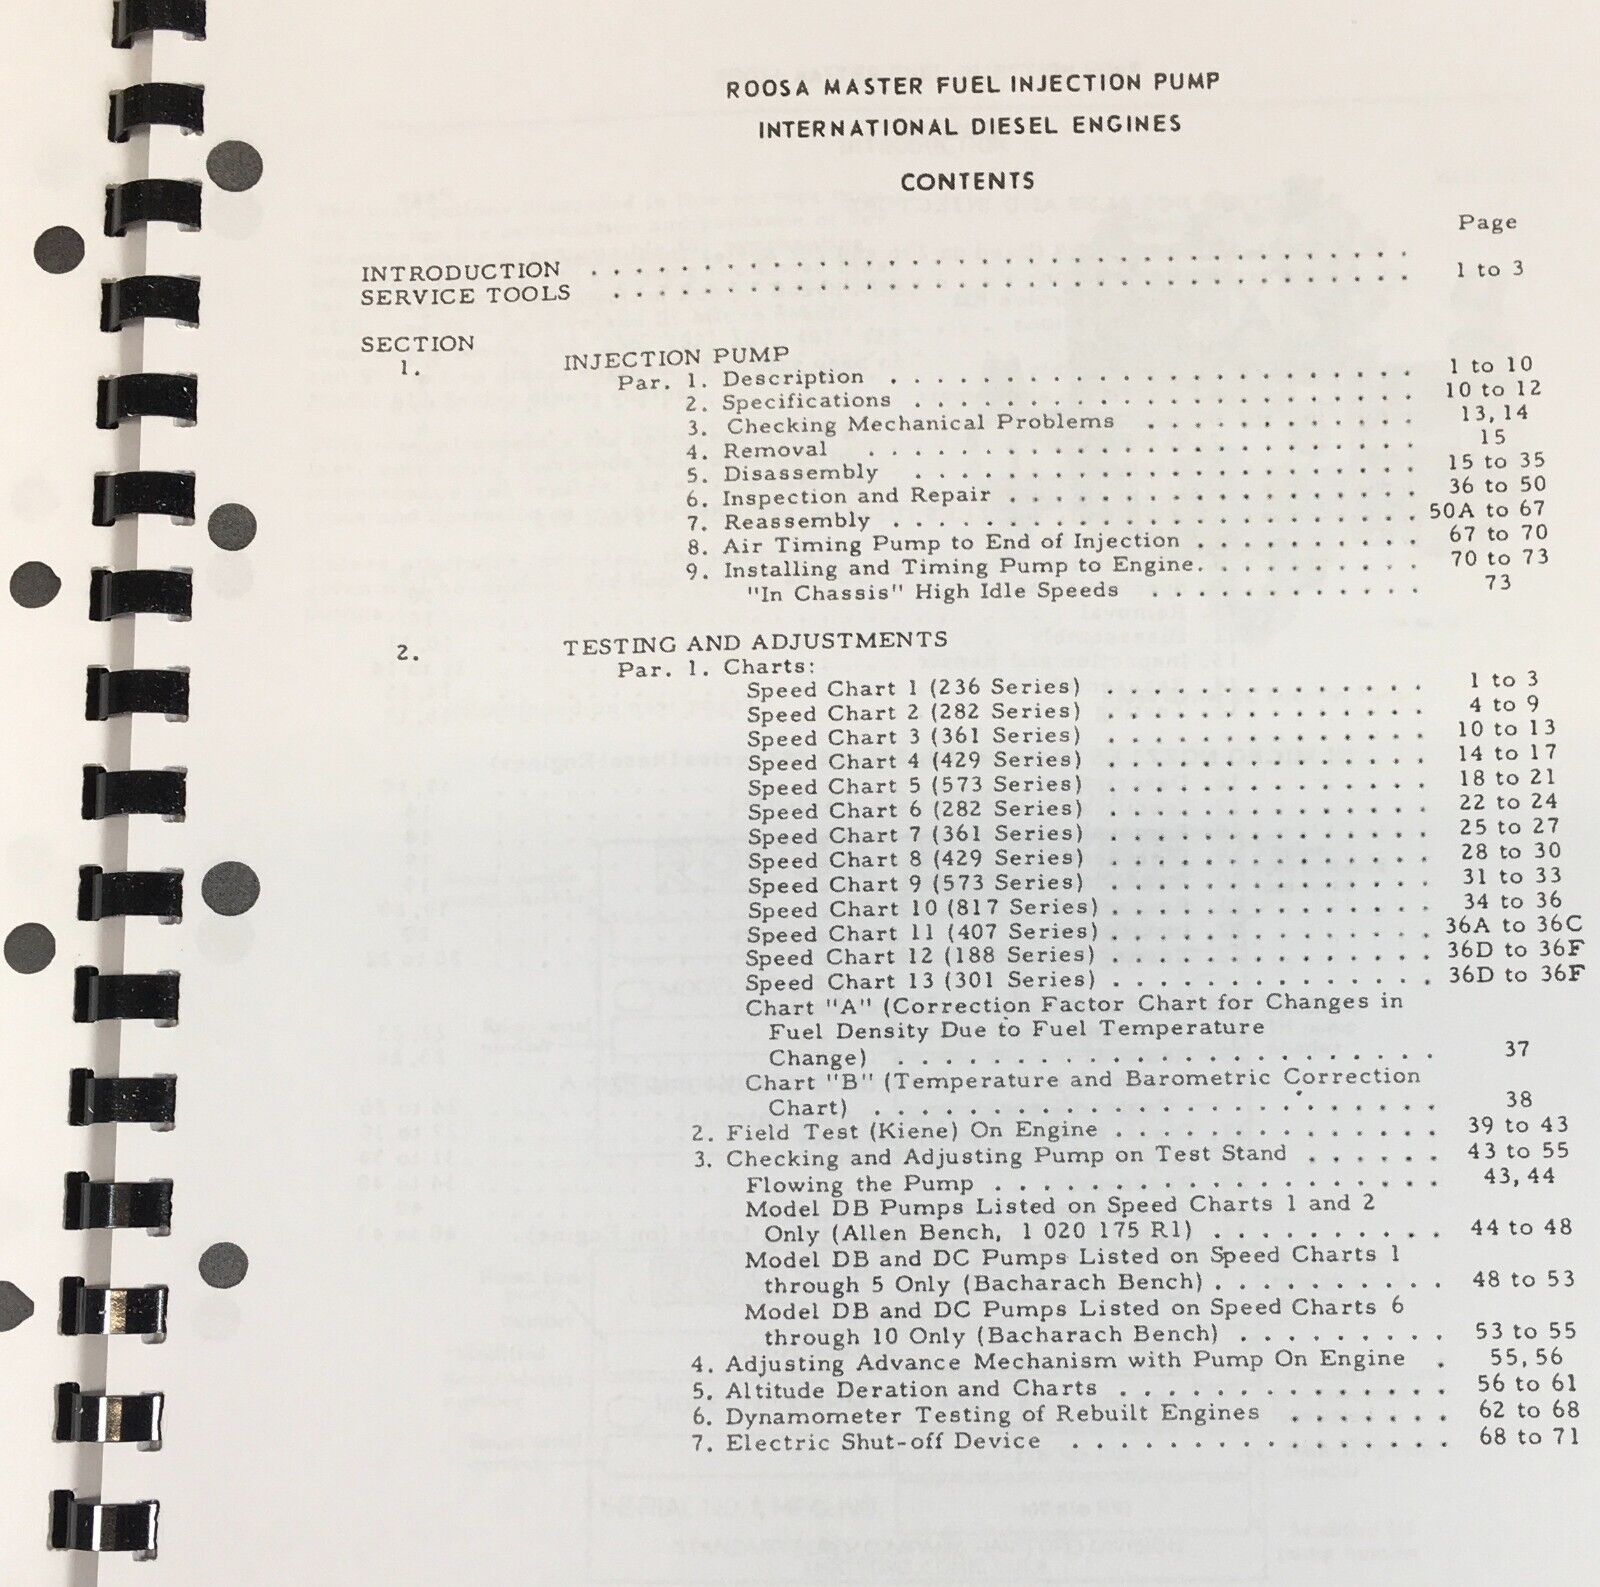 ROOSA MASTER FUEL INJECTION PUMP
INTERNATIONAL DIESEL ENGINES
CONTENTS
Page
INTRODUCTION . . . . . . . . . . . . . . . . . . . . . . . . . . . .
SERVICE TOOLS . . . . . . . . . . . . . . . . . . . . . . . . . . . 1 to 3
SECTION
1. INJECTION PUMP
Par. 1. Description . . . . . . . . . . . . . . . . . . 1 to 10
2. Specifications . . . . . . . . . . . . . . . . . 10 to 12
3. Checking Mechanical Problems . . . . . . . . . 13, 14
4. Removal . . . . . . . . . . . . . . . . . . 15
5. Disassembly . . . . . . . . . . . . . . . . . 15 to 35
6. Inspection and Repair . . . . . . . . . . . . . . 36 to 50
7. Reassembly . . . . . . . . . . . . . . . . . . 50A to 67
8. Air Timing Pump to End of Injection . . . . . . . . 67 to 70
9. Installing and Timing Pump to Engine. . . . . . . . 70 to 73
"In Chassis" High Idle Speeds . . . . . . . . . . 73
2. TESTING AND ADJUSTMENTS
Par. 1. Charts:
Speed Chart 1 (236 Series) . . . . . . . . . . . 1 to 3
Speed Chart 2 (282 Series) . . . . . . . . . . . 4 to 9
Speed Chart 3 (361 Series) . . . . . . . . . . . 10 to 13
Speed Chart 4 (429 Series) . . . . . . . . . . . 14 to 17
Speed Chart 5 (573 Series) . . . . . . . . . . . 18 to 21
Speed Chart 6 (282 Series) . . . . . . . . . . . 22 to 24
Speed Chart 7 (361 Series) . . . . . . . . . . . 25 to 27
Speed Chart 8 (429 Series) . . . . . . . . . . . 28 to 30
Speed Chart 9 (573 Series) . . . . . . . . . . . 31 to 33
Speed Chart 10 (817 Series) . . . . . . . . . . . 34 to 36
Speed Chart 11 (407 Series) . . . . . . . . . . . 36A to 36C
Speed Chart 12 (188 Series) . . . . . . . . . . . 36D to 36F
Speed Chart 13 (301 Series) . . . . . . . . . . . 36D to 36F
Chart "A" (Correction Factor Chart for Changes in
Fuel Density Due to Fuel Temperature
Change) . . . . . . . . . . . . . . . . . . 37
Chart "B" (Temperature and Barometric Correction
Chart) . . . . . . . . . . . . . . . . . . . 38
2. Field Test (Kiene) On Engine . . . . . . . . . . . 39 to 43
3. Checking and Adjusting Pump on Test Stand . . . . . . 43 to 55
Flowing the Pump . . . . . . . . . . . . . . . 43, 44
Model DB Pumps Listed on Speed Charts 1 and 2
Only (Allen Bench, 1 020 175 R1) . . . . . . . . . 44 to 48
Model DB and DC Pumps Listed on Speed Charts 1
through 5 Only (Bacharach Bench) . . . . . . . . . 48 to 53
Model DB and DC Pumps Listed on Speed Charts 6
through 10 Only (Bacharach Bench) . . . . . . . . . 53 to 55
4. Adjusting Advance Mechanism with Pump On Engine . 55, 56
5. Altitude Deration and Charts . . . . . . . . . . . 56 to 61
6. Dynamometer Testing of Rebuilt Engines . . . . . . . 62 to 68
7. Electric Shut-off Device . . . . . . . . . . . . . 68 to 71